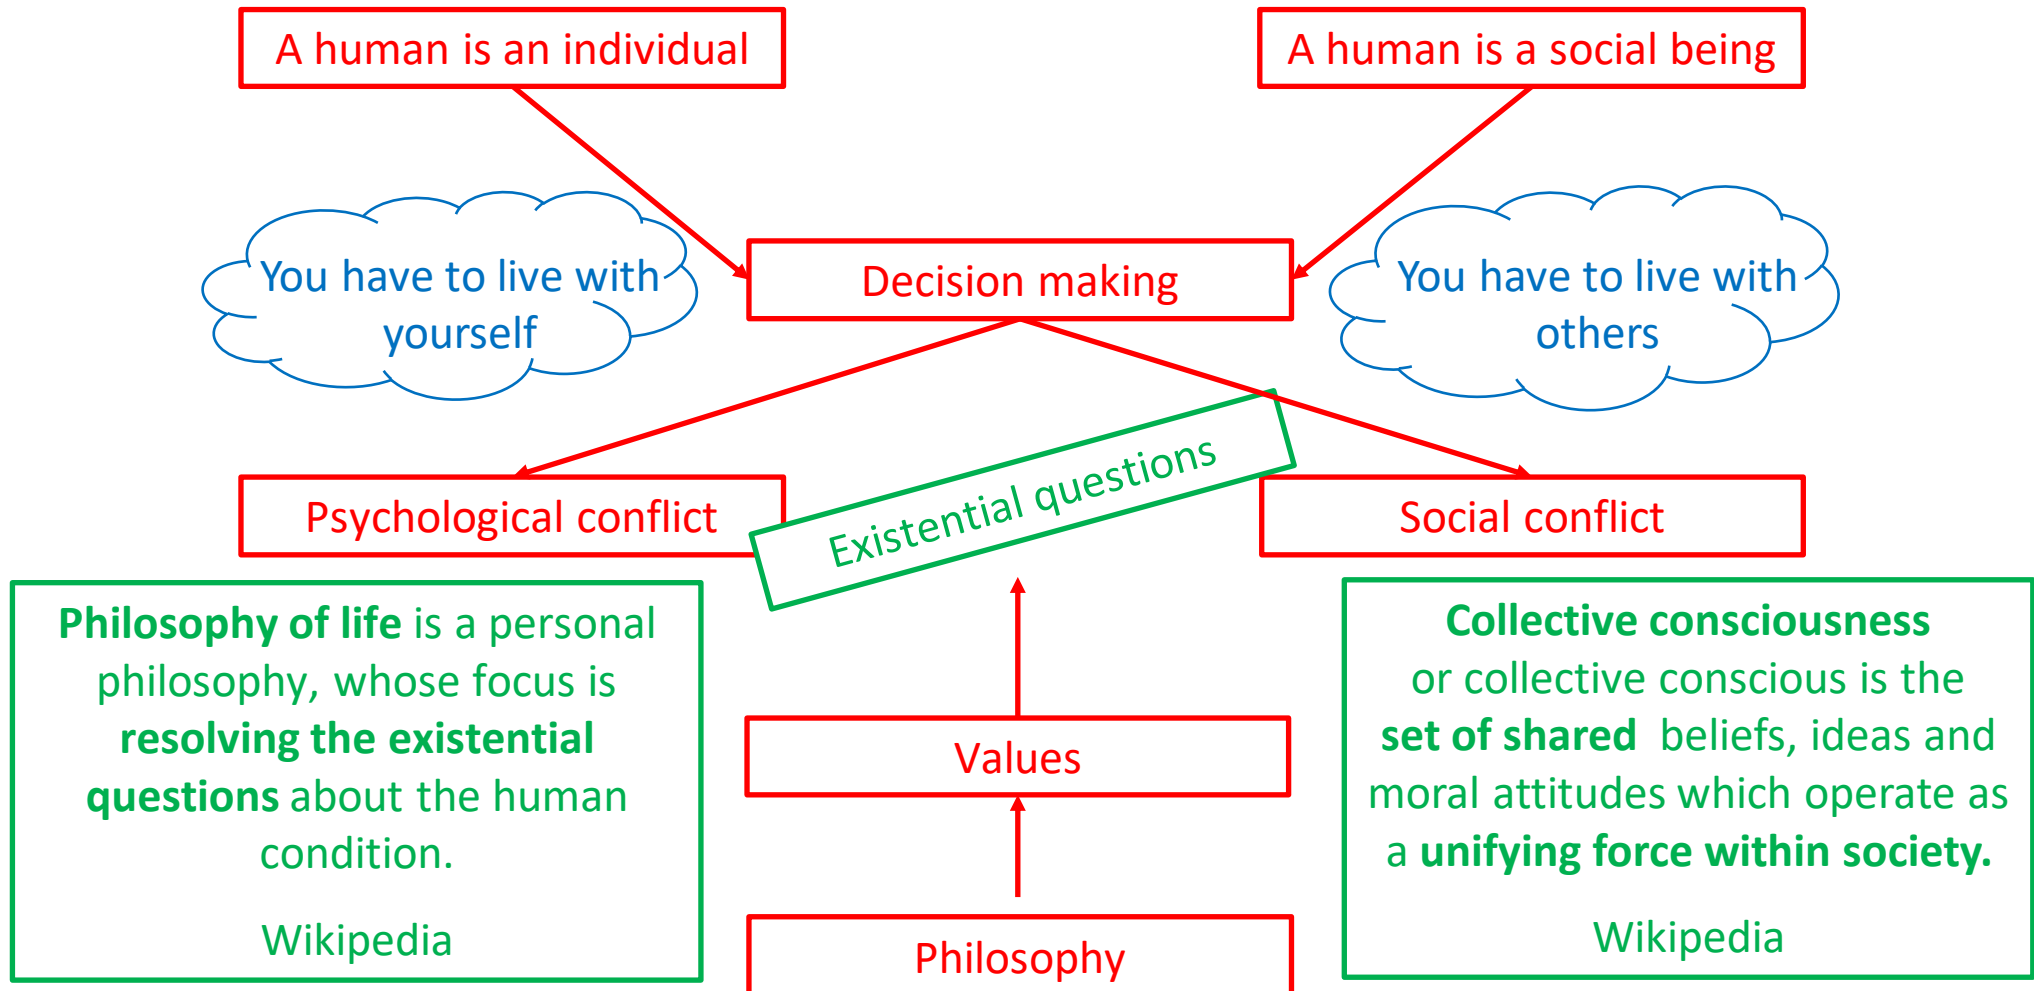 A human is an individual
A human is a social being
You have to live with
yourself
Decision making
You have to live with
others
Psychological conflict
Existential questions
Social conflict
Philosophy of life is a personal
philosophy, whose focus is
resolving the existential
questions about the human
condition.
Wikipedia
Values
Philosophy
Collective consciousness
or collective conscious is the
set of shared beliefs, ideas and
moral attitudes which operate as
a unifying force within society.
Wikipedia